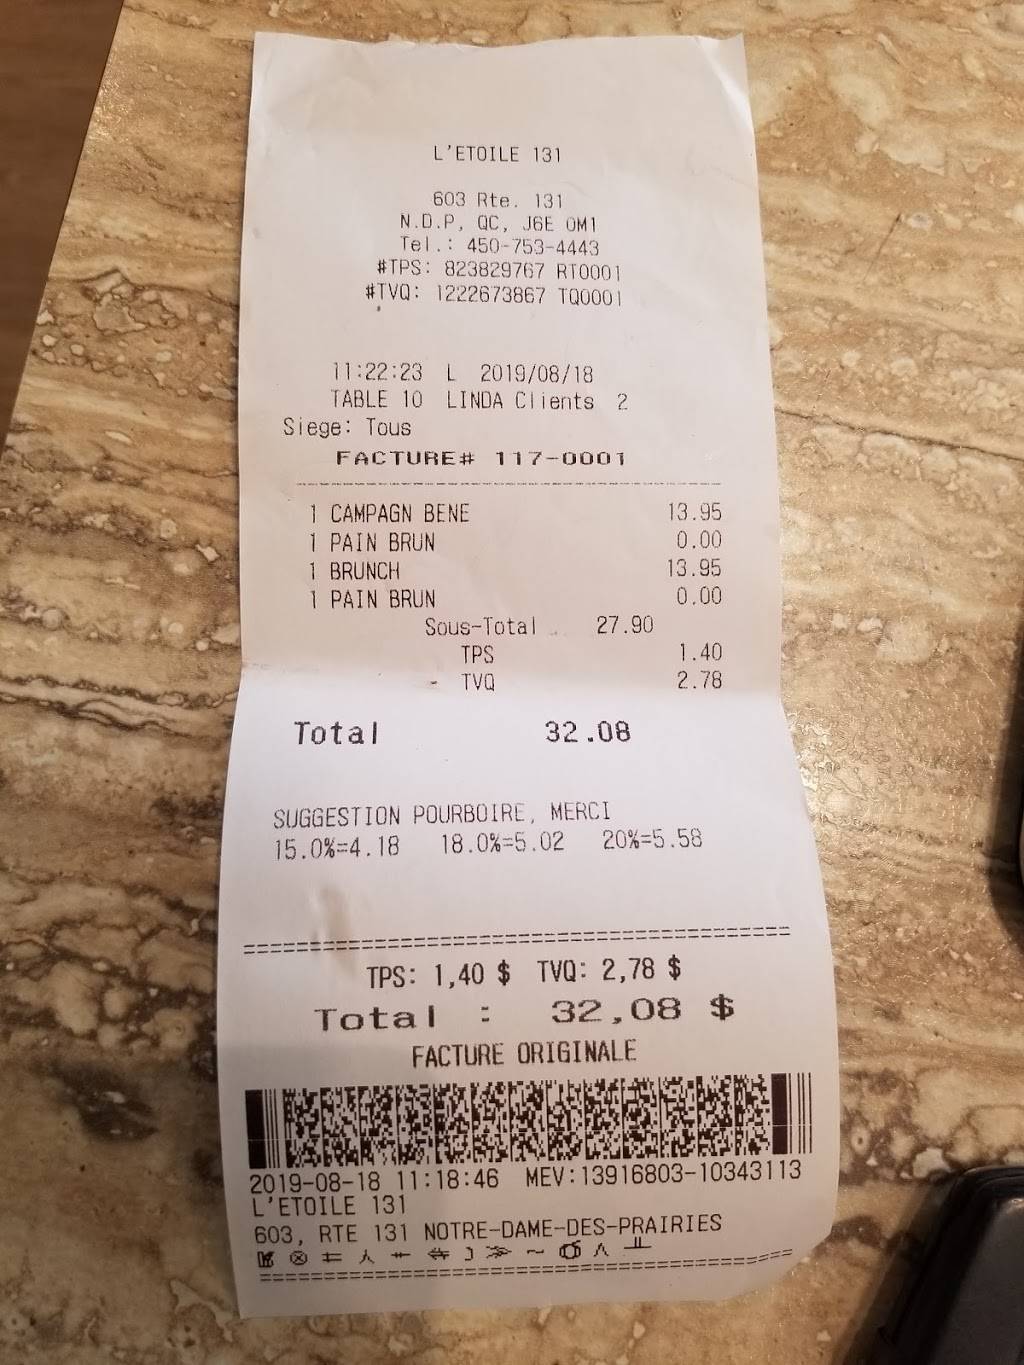 L'ETOILE 131
603 Rte. 131
N.D.P, QC, J6E 0M1
Tel.: 450-753-4443
#TPS: 823829767 RT0001
#TVQ: 1222673867 TQ0001
11:22:23 L 2019/08/18
TABLE 10 LINDA Clients 2
Siege: Tous
FACTURE# 117-0001
1 CAMPAGN BENE 13.95
1 PAIN BRUN 0.00
1 BRUNCH 13.95
1 PAIN BRUN 0.00
Sous-Total 27.90
TPS 1.40
TVQ 2.78
Total 32.08
SUGGESTION POURBOIRE, MERCI
15.0%=4.18 18.0%=5.02 20%=5.58
TPS: 1,40 $ TVQ: 2,78 $
Total : 32,08 $
FACTURE ORIGINALE
2019-08-18 11:18:46 MEV:13916803-10343113
L'ETOILE 131
603, RTE 131 NOTRE-DAME-DES-PRAIRIES